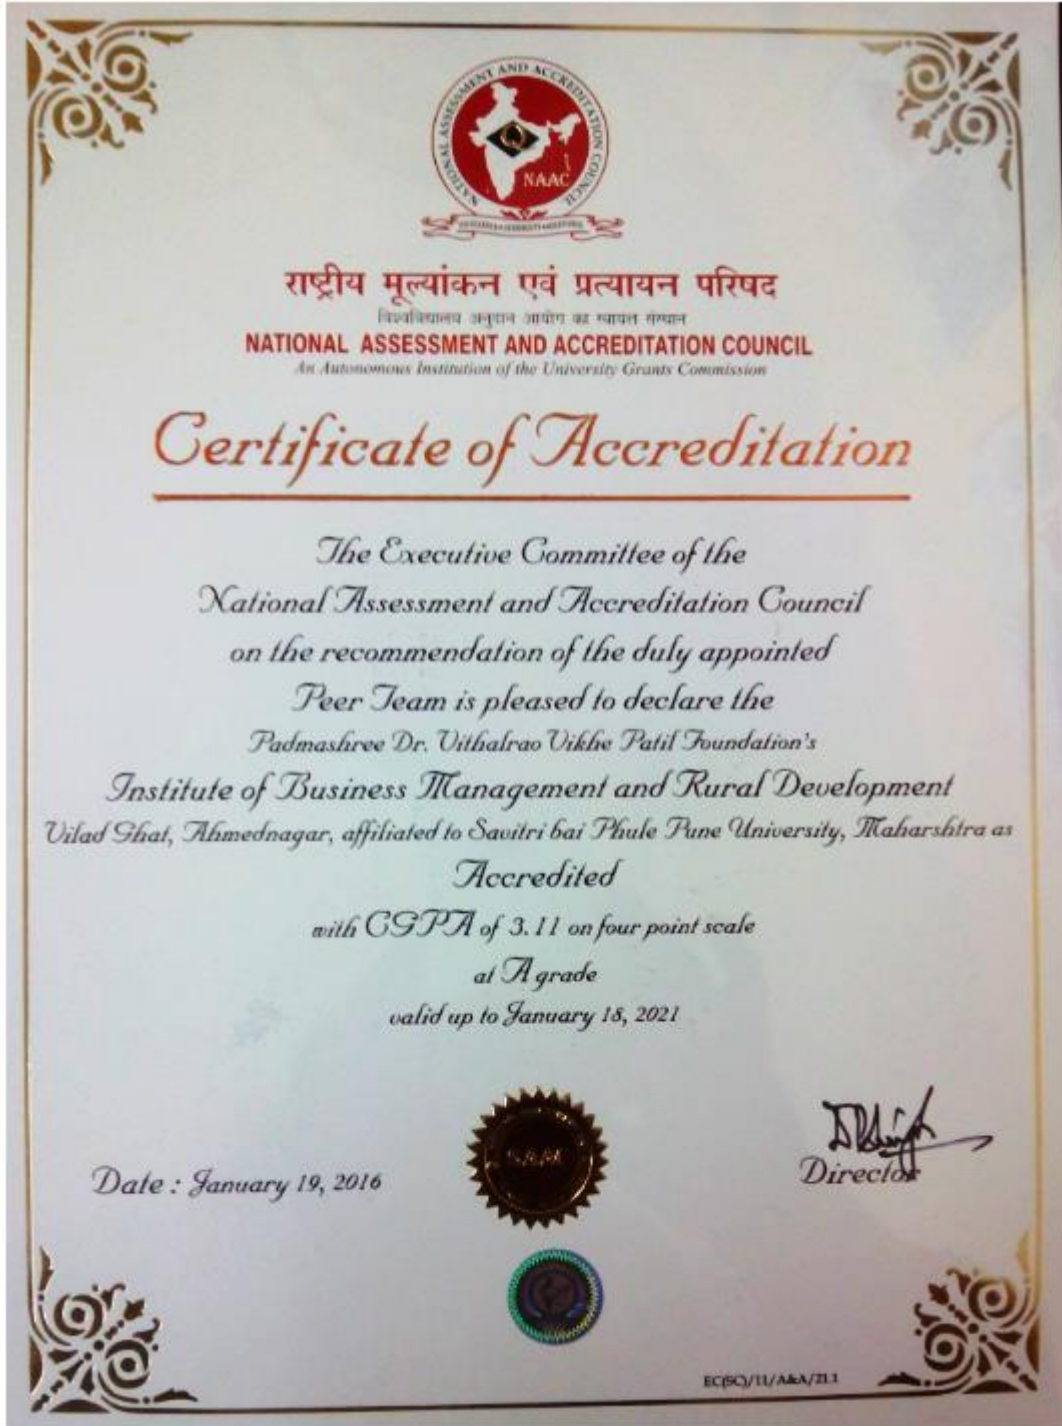 NATIONAL ASSESSMENT AND ACCREDITATION COUNCIL
Q
NAAC
राष्ट्रीय मूल्यांकन एवं प्रत्यायन परिषद
विश्वविद्यालय अनुदान आयोग का स्वायत्त संस्थान
NATIONAL ASSESSMENT AND ACCREDITATION COUNCIL
An Autonomous Institution of the University Grants Commission
Certificate of Accreditation
The Executive Committee of the
National Assessment and Accreditation Council
on the recommendation of the duly appointed
Peer Team is pleased to declare the
Padmashree Dr. Vithalrao Vikhe Patil Foundation's
Institute of Business Management and Rural Development
Vilad Ghat, Ahmednagar, affiliated to Savitri bai Phule Pune University, Maharshtra as
Accredited
with CGPA of 3.11 on four point scale
at A grade
valid up to January 18, 2021
Date : January 19, 2016
Director
EC(SC)/11/A&A/21.1